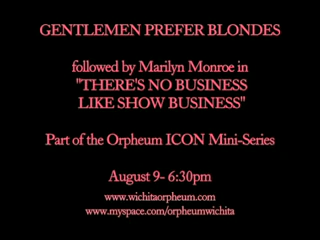 GENTLEMEN PREFER BLONDES
followed by Marilyn Monroe in
"THERE'S NO BUSINESS
LIKE SHOW BUSINESS"
Part of the Orpheum ICON Mini-Series
August 9- 6:30pm
www.wichitaorpheum.com
www.myspace.com/orpheumwichita